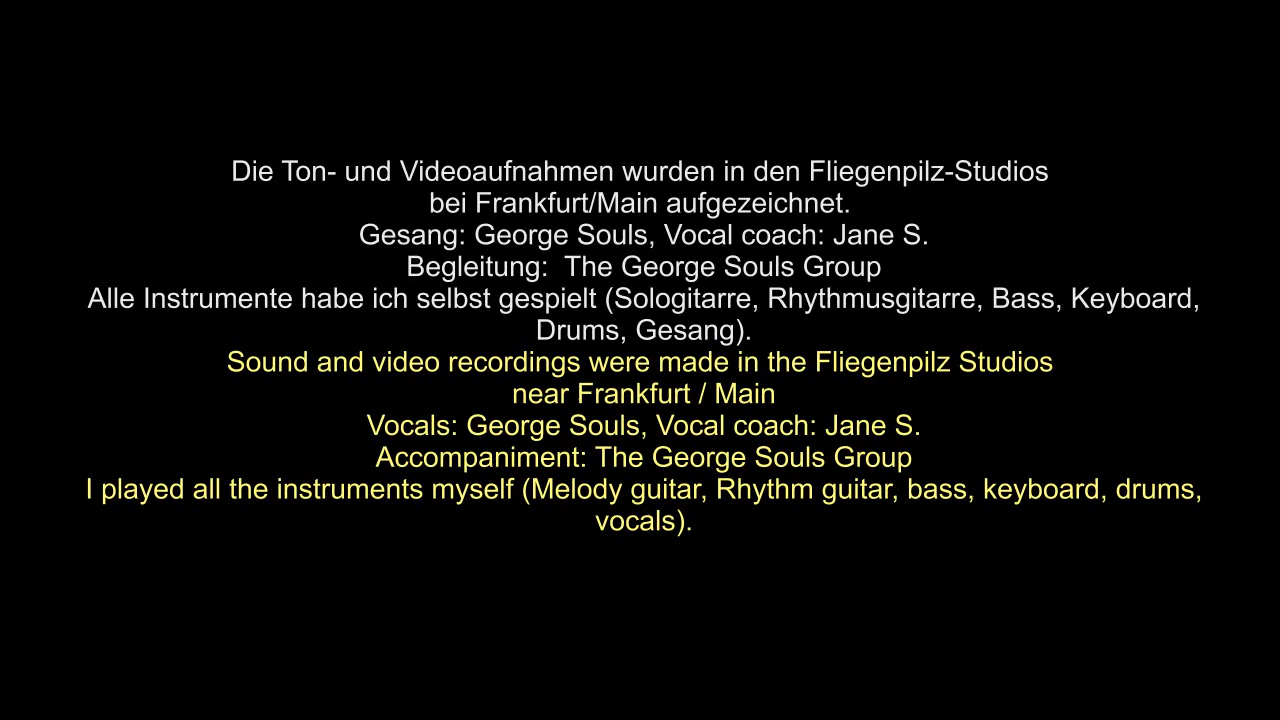 Die Ton- und Videoaufnahmen wurden in den Fliegenpilz-Studios
bei Frankfurt/Main aufgezeichnet.
Gesang: George Souls, Vocal coach: Jane S.
Begleitung:  The George Souls Group
Alle Instrumente habe ich selbst gespielt (Sologitarre, Rhythmusgitarre, Bass, Keyboard,
Drums, Gesang).
Sound and video recordings were made in the Fliegenpilz Studios
near Frankfurt / Main
Vocals: George Souls, Vocal coach: Jane S.
Accompaniment: The George Souls Group
I played all the instruments myself (Melody guitar, Rhythm guitar, bass, keyboard, drums,
vocals).